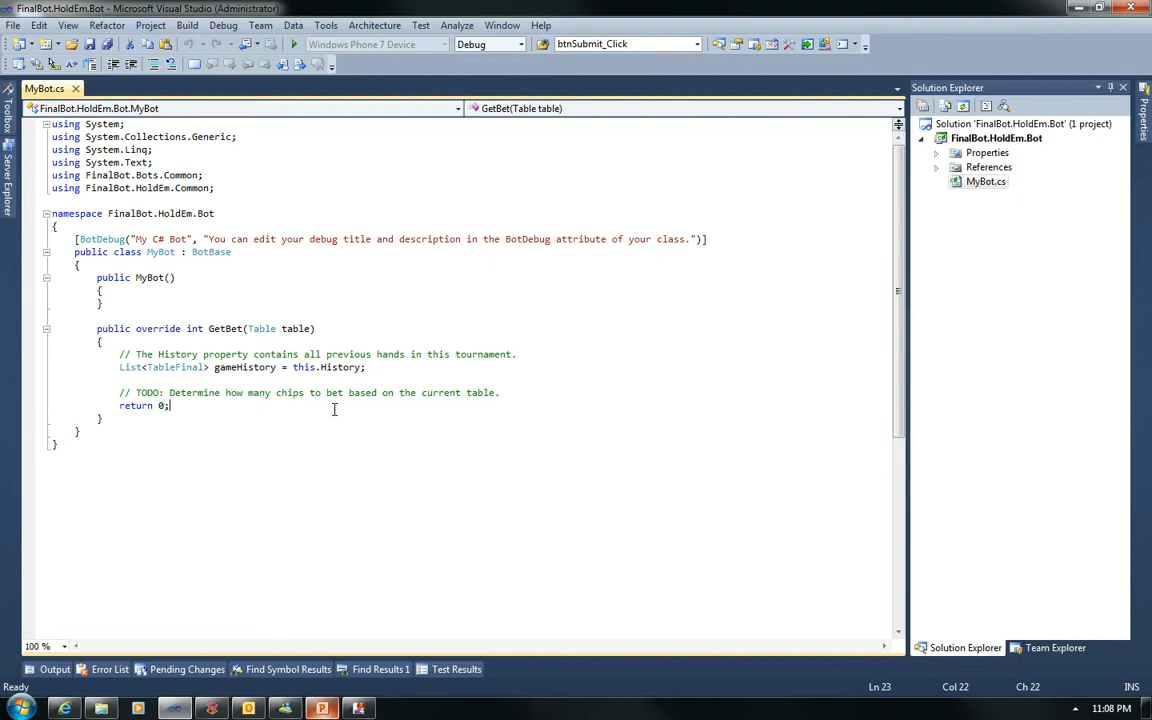 FinalBot.HoldEm.Bot - Microsoft Visual Studio (Administrator)
File Edit View Refactor Project Build Debug Team Data Tools Architecture Test Analyze Window Help
Windows Phone 7 Device Debug btnSubmit_Click
MyBot.cs
FinalBot.HoldEm.Bot.MyBot GetBet(Table table)
using System;
using System.Collections.Generic;
using System.Linq;
using System.Text;
using FinalBot.Bots.Common;
using FinalBot.HoldEm.Common;
namespace FinalBot.HoldEm.Bot
{
[BotDebug("My C# Bot", "You can edit your debug title and description in the BotDebug attribute of your class.")]
public class MyBot : BotBase
{
public MyBot()
{
}
public override int GetBet(Table table)
{
// The History property contains all previous hands in this tournament.
List<TableFinal> gameHistory = this.History;
// TODO: Determine how many chips to bet based on the current table.
return 0;
}
}
}
100 %
Toolbox
Server Explorer
Solution Explorer
Solution 'FinalBot.HoldEm.Bot' (1 project)
FinalBot.HoldEm.Bot
Properties
References
MyBot.cs
Properties
Solution Explorer Team Explorer
Output Error List Pending Changes Find Symbol Results Find Results 1 Test Results
Ready Ln 23 Col 22 Ch 22 INS
11:08 PM